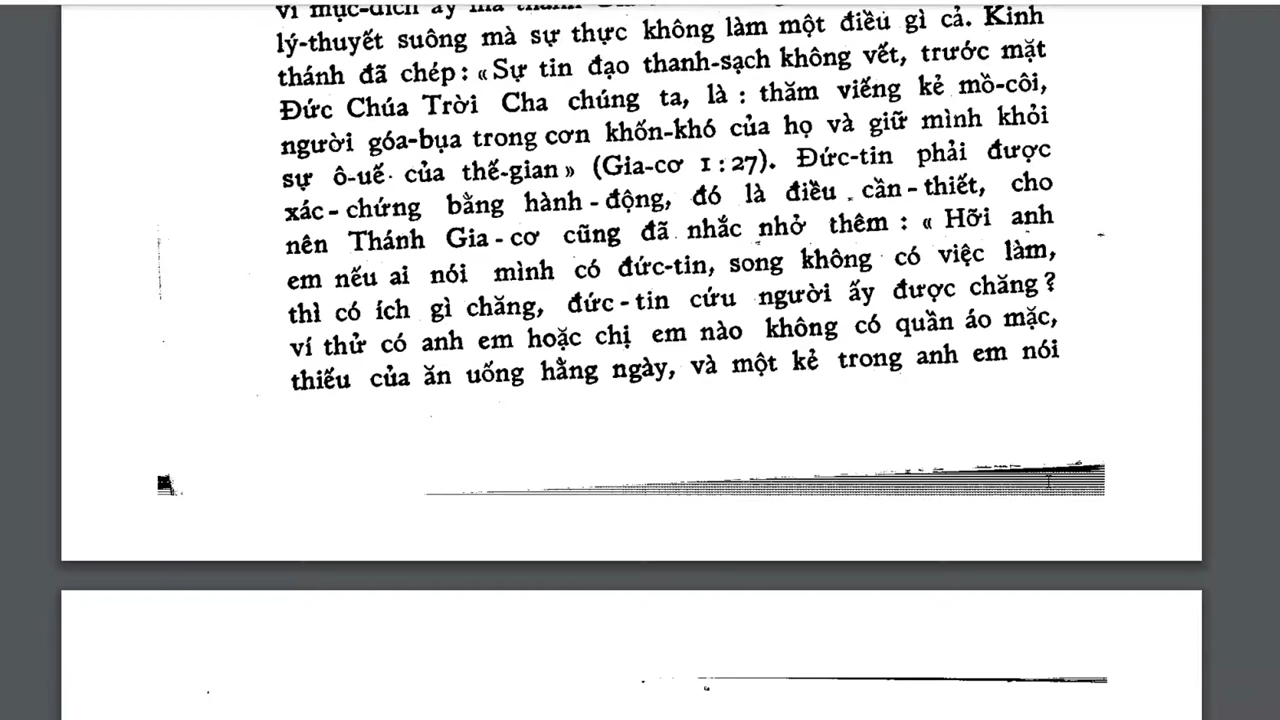 vì mục-đích ấy mà
lý-thuyết suông mà sự thực không làm một điều gì cả. Kinh
thánh đã chép : « Sự tin đạo thanh-sạch không vết, trước mặt
Đức Chúa Trời Cha chúng ta, là : thăm viếng kẻ mồ-côi,
người góa-bụa trong cơn khốn-khó của họ và giữ mình khỏi
sự ô-uế của thế-gian » (Gia-cơ 1 : 27). Đức-tin phải được
xác - chứng bằng hành - động, đó là điều cần - thiết, cho
nên Thánh Gia - cơ cũng đã nhắc nhở thêm : « Hỡi anh
em nếu ai nói mình có đức-tin, song không có việc làm,
thì có ích gì chăng, đức - tin cứu người ấy được chăng ?
ví thử có anh em hoặc chị em nào không có quần áo mặc,
thiếu của ăn uống hằng ngày, và một kẻ trong anh em nói